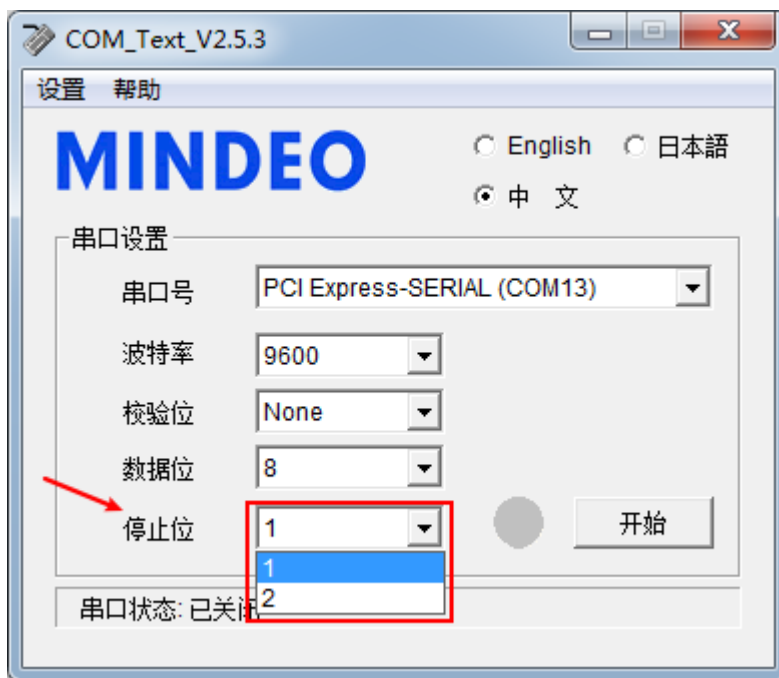 COM_Text_V2.5.3
设置 帮助
MINDEO
English 日本語
中 文
串口设置
串口号 PCI Express-SERIAL (COM13)
波特率 9600
校验位 None
数据位 8
停止位 1 开始
1
2
串口状态: 已关